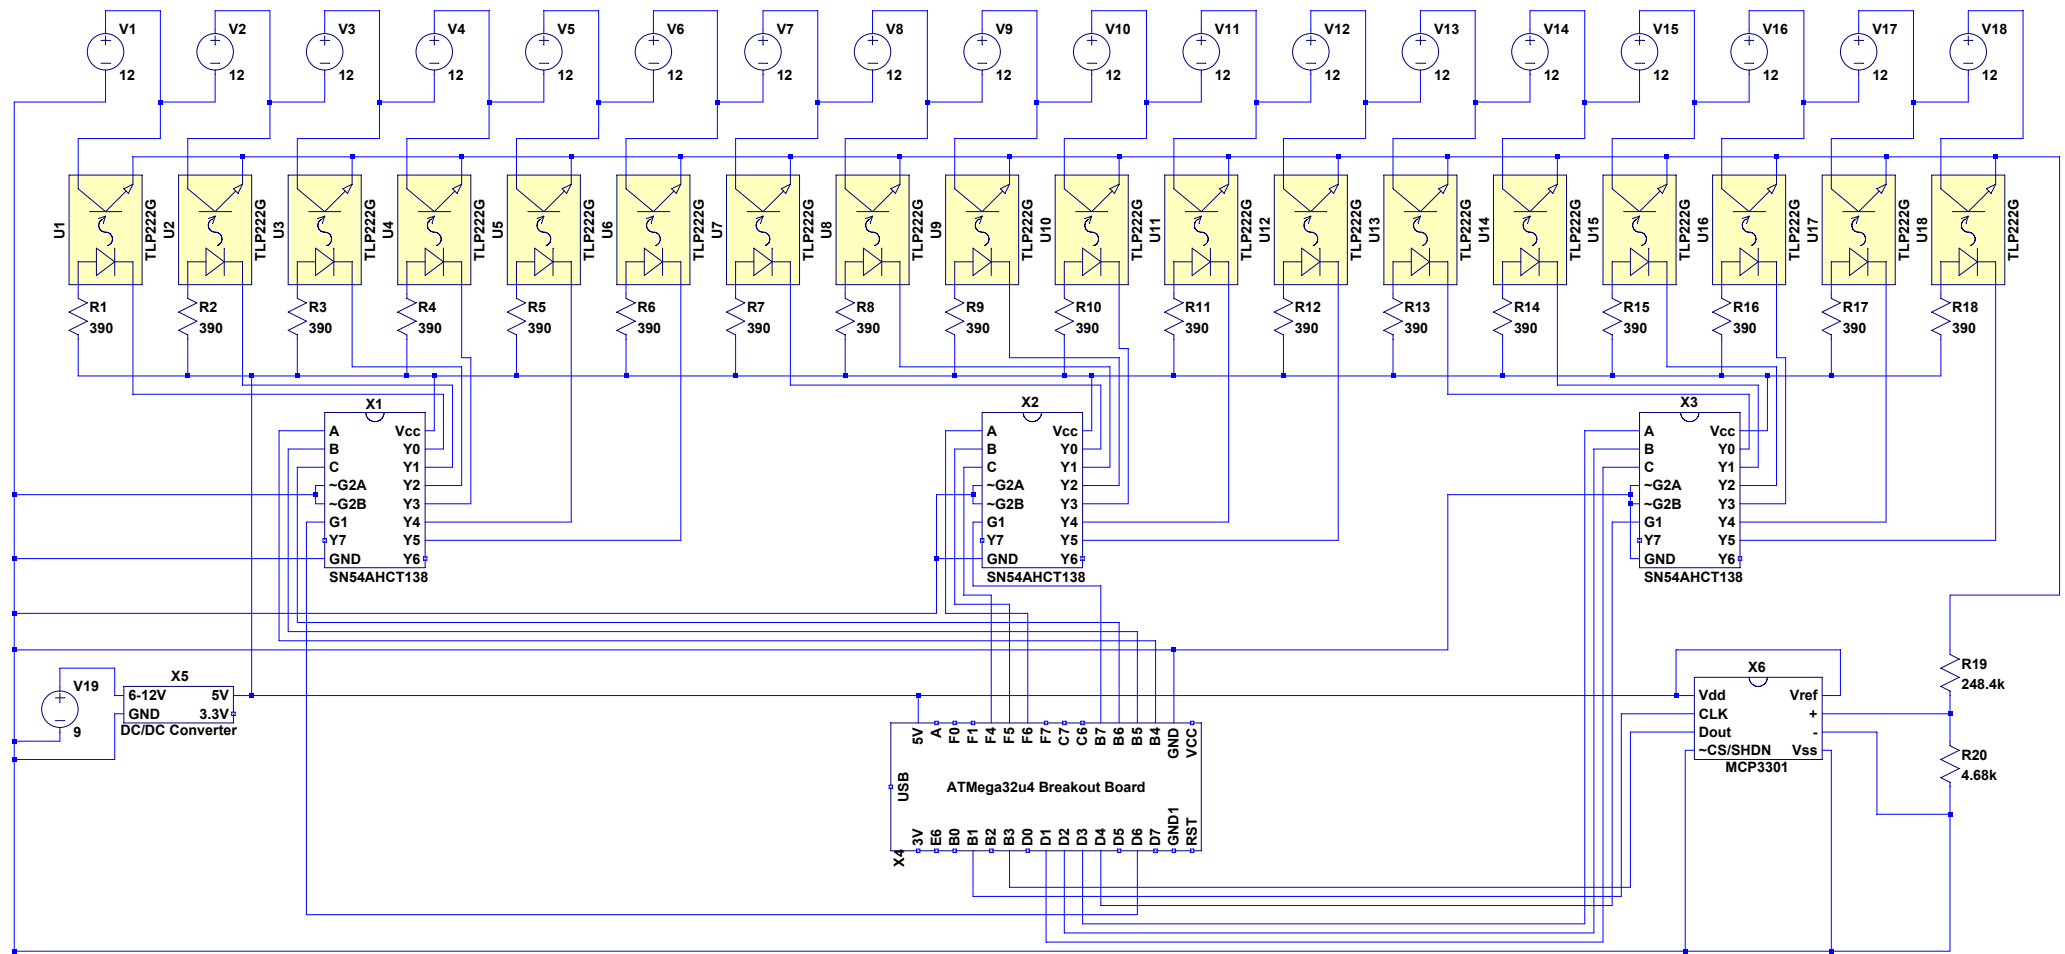 V1 V2 V3 V4 V5 V6 V7 V8 V9 V10 V11 V12 V13 V14 V15 V16 V17 V18
12 12 12 12 12 12 12 12 12 12 12 12 12 12 12 12 12 12
U1 TLP222G U2 TLP222G U3 TLP222G U4 TLP222G U5 TLP222G U6 TLP222G U7 TLP222G U8 TLP222G U9 TLP222G U10 TLP222G U11 TLP222G U12 TLP222G U13 TLP222G U14 TLP222G U15 TLP222G U16 TLP222G U17 TLP222G U18 TLP222G
R1 R2 R3 R4 R5 R6 R7 R8 R9 R10 R11 R12 R13 R14 R15 R16 R17 R18
390 390 390 390 390 390 390 390 390 390 390 390 390 390 390 390 390 390
X1
A Vcc
B Y0
C Y1
~G2A Y2
~G2B Y3
G1 Y4
Y7 Y5
GND Y6
SN54AHCT138
X2
A Vcc
B Y0
C Y1
~G2A Y2
~G2B Y3
G1 Y4
Y7 Y5
GND Y6
SN54AHCT138
X3
A Vcc
B Y0
C Y1
~G2A Y2
~G2B Y3
G1 Y4
Y7 Y5
GND Y6
SN54AHCT138
V19
9
X5
6-12V 5V
GND 3.3V
DC/DC Converter
5V A F0 F1 F4 F5 F6 F7 C7 C6 B7 B6 B5 B4 GND VCC
USB
ATMega32u4 Breakout Board
3V E6 B0 B1 B2 B3 D0 D1 D2 D3 D4 D5 D6 D7 GND1 RST
X4
X6
Vdd Vref
CLK +
Dout -
~CS/SHDN Vss
MCP3301
R19
248.4k
R20
4.68k